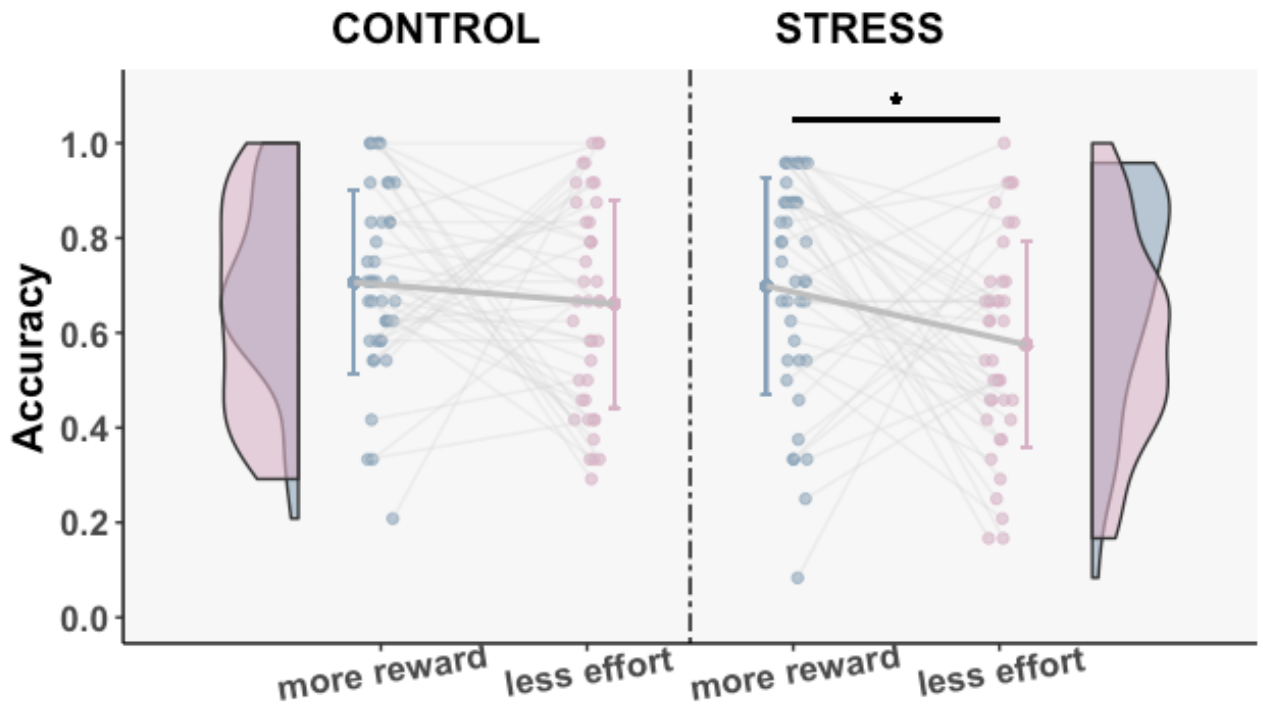 CONTROL
STRESS
*
Accuracy
1.0
0.8
0.6
0.4
0.2
0.0
more reward
less effort
more reward
less effort